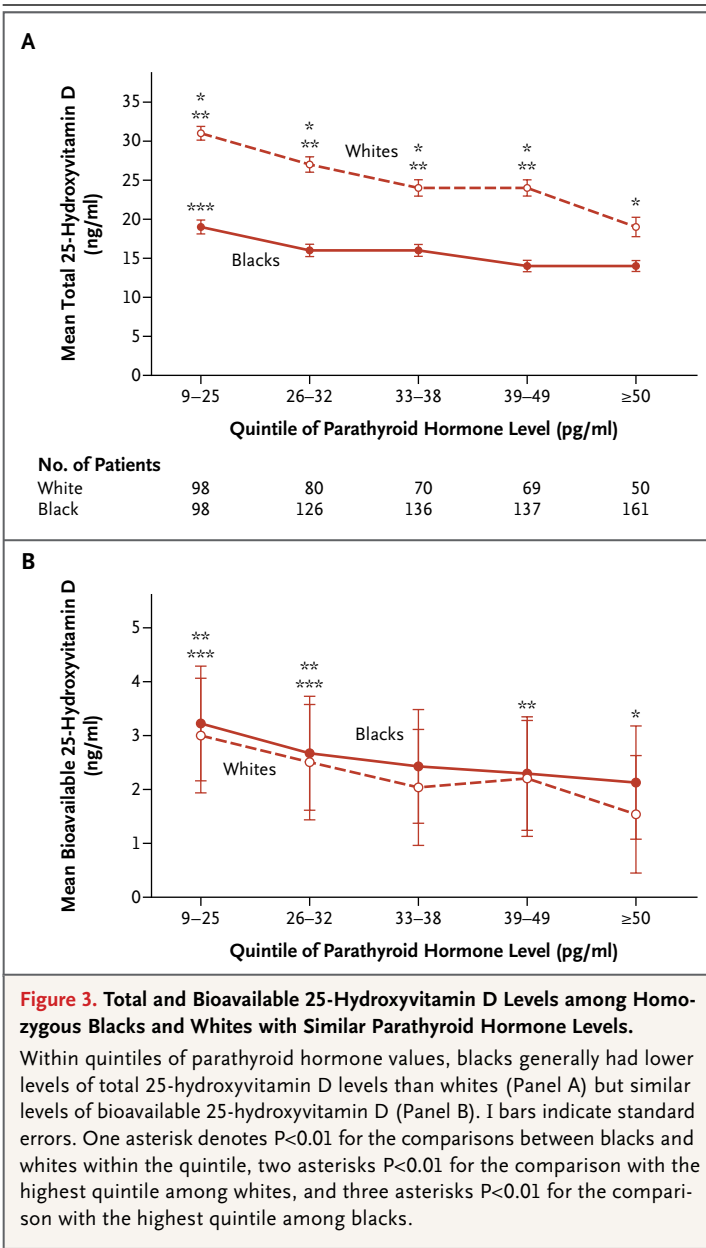 A
Mean Total 25-Hydroxyvitamin D
(ng/ml)
35
30
25
20
15
10
5
0
*
**
*
**
*
**
*
**
*
***
Whites
Blacks
9–25
26–32
33–38
39–49
≥50
Quintile of Parathyroid Hormone Level (pg/ml)
No. of Patients
White 98 80 70 69 50
Black 98 126 136 137 161
B
Mean Bioavailable 25-Hydroxyvitamin D
(ng/ml)
5
4
3
2
1
0
**
***
**
***
**
*
Blacks
Whites
9–25
26–32
33–38
39–49
≥50
Quintile of Parathyroid Hormone Level (pg/ml)
Figure 3. Total and Bioavailable 25-Hydroxyvitamin D Levels among Homo-
zygous Blacks and Whites with Similar Parathyroid Hormone Levels.
Within quintiles of parathyroid hormone values, blacks generally had lower
levels of total 25-hydroxyvitamin D levels than whites (Panel A) but similar
levels of bioavailable 25-hydroxyvitamin D (Panel B). I bars indicate standard
errors. One asterisk denotes P<0.01 for the comparisons between blacks and
whites within the quintile, two asterisks P<0.01 for the comparison with the
highest quintile among whites, and three asterisks P<0.01 for the compari-
son with the highest quintile among blacks.